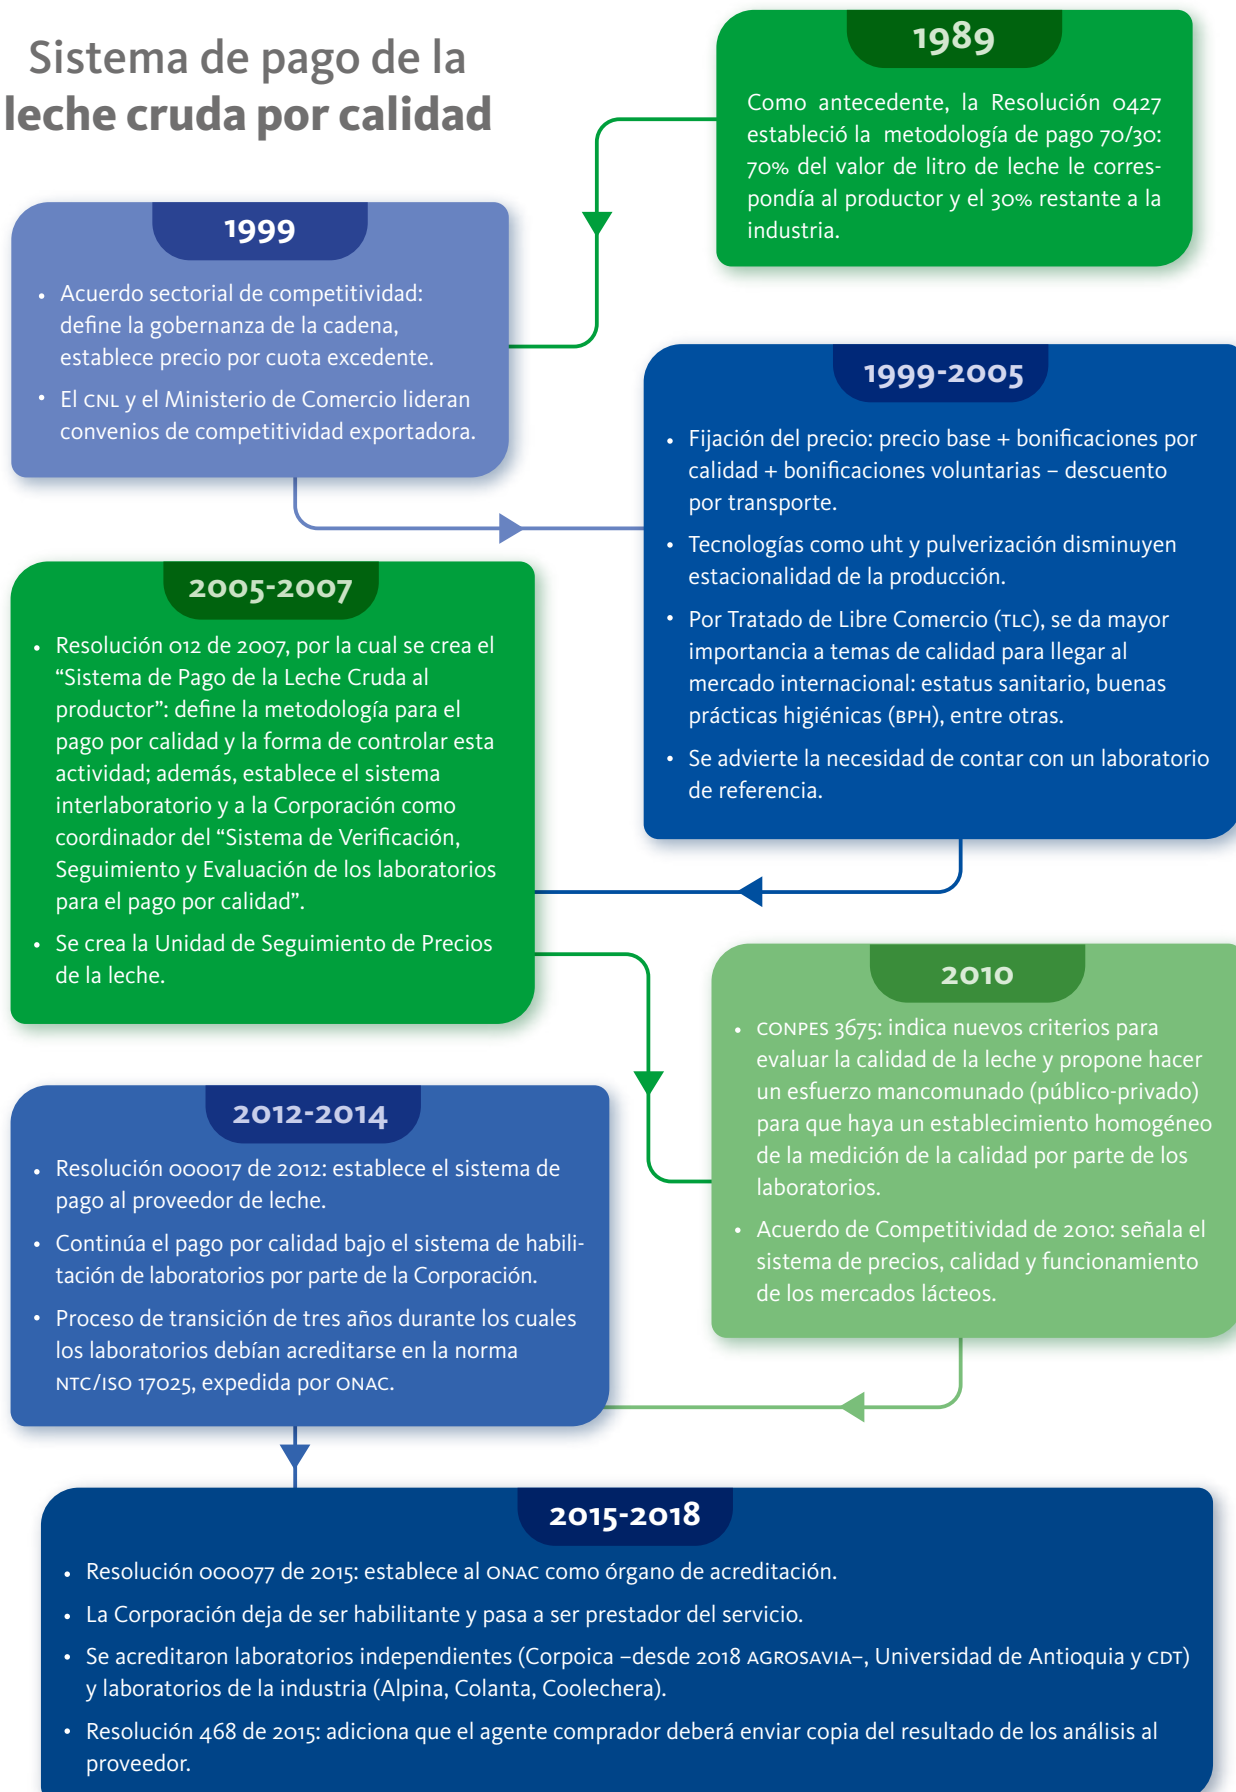 Sistema de pago de la
leche cruda por calidad
1989
Como antecedente, la Resolución 0427
estableció la metodología de pago 70/30:
70% del valor de litro de leche le corres-
pondía al productor y el 30% restante a la
industria.
1999
• Acuerdo sectorial de competitividad:
define la gobernanza de la cadena,
establece precio por cuota excedente.
• El CNL y el Ministerio de Comercio lideran
convenios de competitividad exportadora.
1999-2005
• Fijación del precio: precio base + bonificaciones por
calidad + bonificaciones voluntarias – descuento
por transporte.
• Tecnologías como uht y pulverización disminuyen
estacionalidad de la producción.
• Por Tratado de Libre Comercio (TLC), se da mayor
importancia a temas de calidad para llegar al
mercado internacional: estatus sanitario, buenas
prácticas higiénicas (BPH), entre otras.
• Se advierte la necesidad de contar con un laboratorio
de referencia.
2005-2007
• Resolución 012 de 2007, por la cual se crea el
“Sistema de Pago de la Leche Cruda al
productor”: define la metodología para el
pago por calidad y la forma de controlar esta
actividad; además, establece el sistema
interlaboratorio y a la Corporación como
coordinador del “Sistema de Verificación,
Seguimiento y Evaluación de los laboratorios
para el pago por calidad”.
• Se crea la Unidad de Seguimiento de Precios
de la leche.
2010
• CONPES 3675: indica nuevos criterios para
evaluar la calidad de la leche y propone hacer
un esfuerzo mancomunado (público-privado)
para que haya un establecimiento homogéneo
de la medición de la calidad por parte de los
laboratorios.
• Acuerdo de Competitividad de 2010: señala el
sistema de precios, calidad y funcionamiento
de los mercados lácteos.
2012-2014
• Resolución 000017 de 2012: establece el sistema de
pago al proveedor de leche.
• Continúa el pago por calidad bajo el sistema de habili-
tación de laboratorios por parte de la Corporación.
• Proceso de transición de tres años durante los cuales
los laboratorios debían acreditarse en la norma
NTC/ISO 17025, expedida por ONAC.
2015-2018
• Resolución 000077 de 2015: establece al ONAC como órgano de acreditación.
• La Corporación deja de ser habilitante y pasa a ser prestador del servicio.
• Se acreditaron laboratorios independientes (Corpoica –desde 2018 AGROSAVIA–, Universidad de Antioquia y CDT)
y laboratorios de la industria (Alpina, Colanta, Coolechera).
• Resolución 468 de 2015: adiciona que el agente comprador deberá enviar copia del resultado de los análisis al
proveedor.